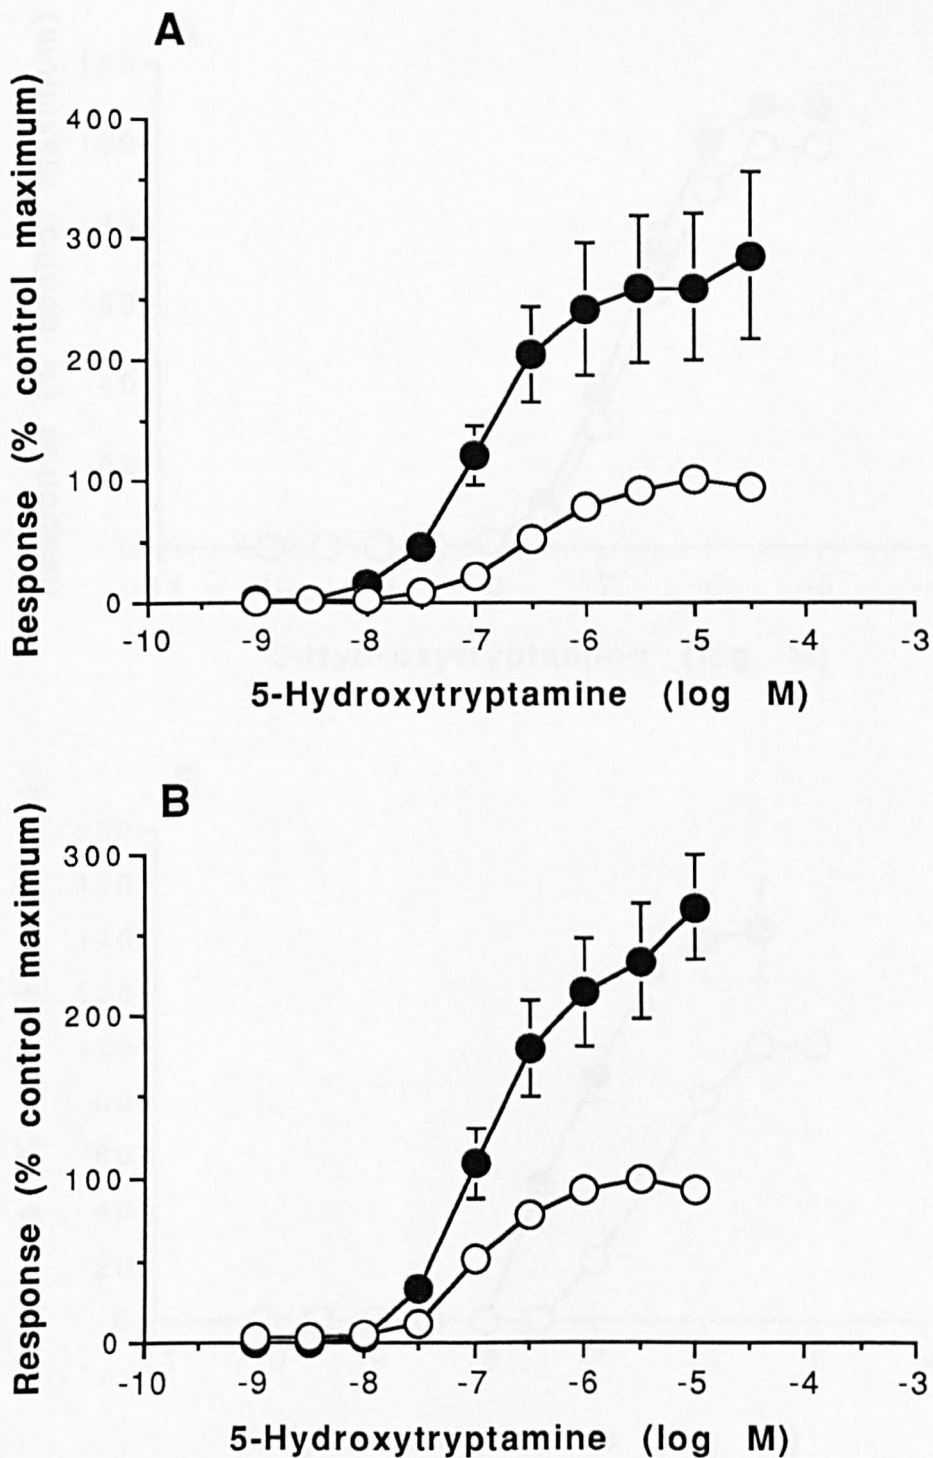 A
Response (% control maximum)
400
300
200
100
0
-10 -9 -8 -7 -6 -5 -4 -3
5-Hydroxytryptamine (log M)
B
Response (% control maximum)
300
200
100
0
-10 -9 -8 -7 -6 -5 -4 -3
5-Hydroxytryptamine (log M)